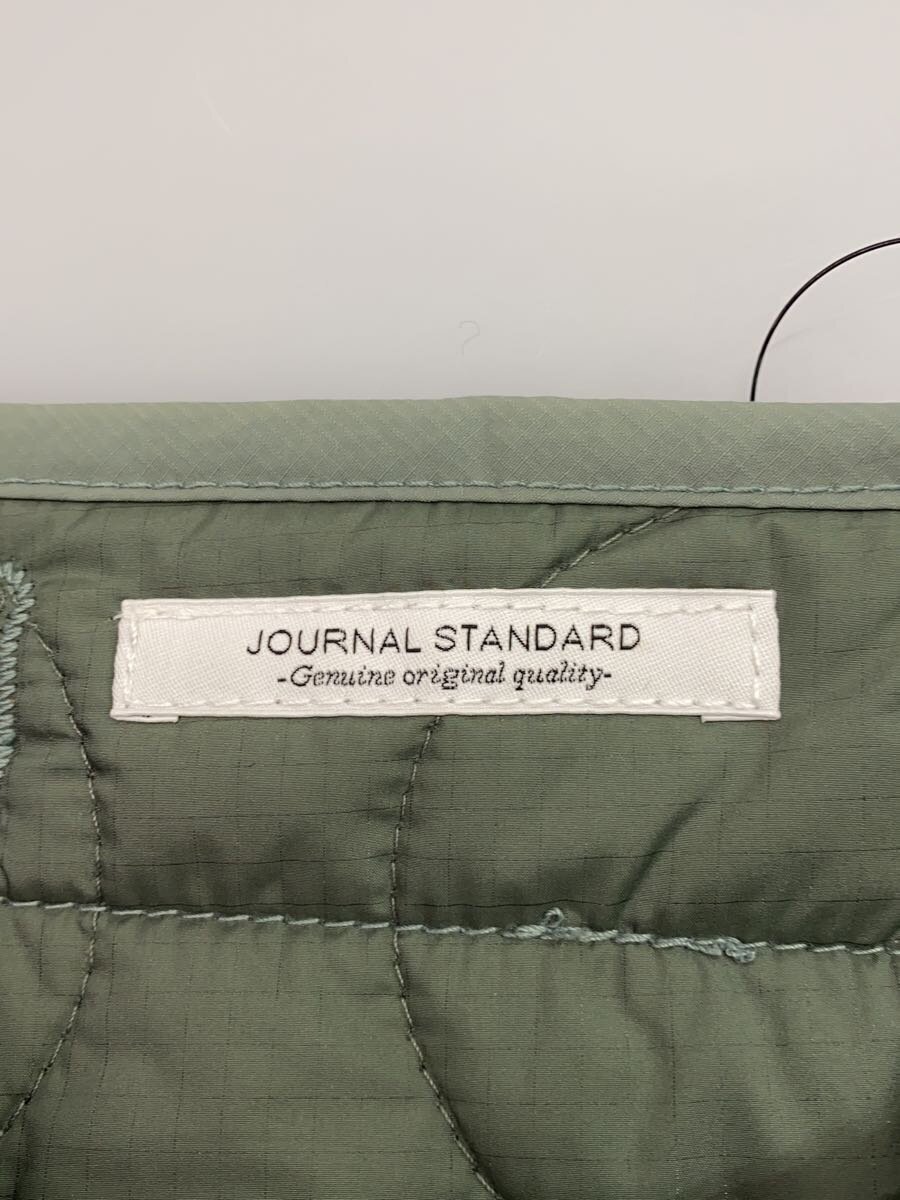 JOURNAL STANDARD
-Genuine original quality-